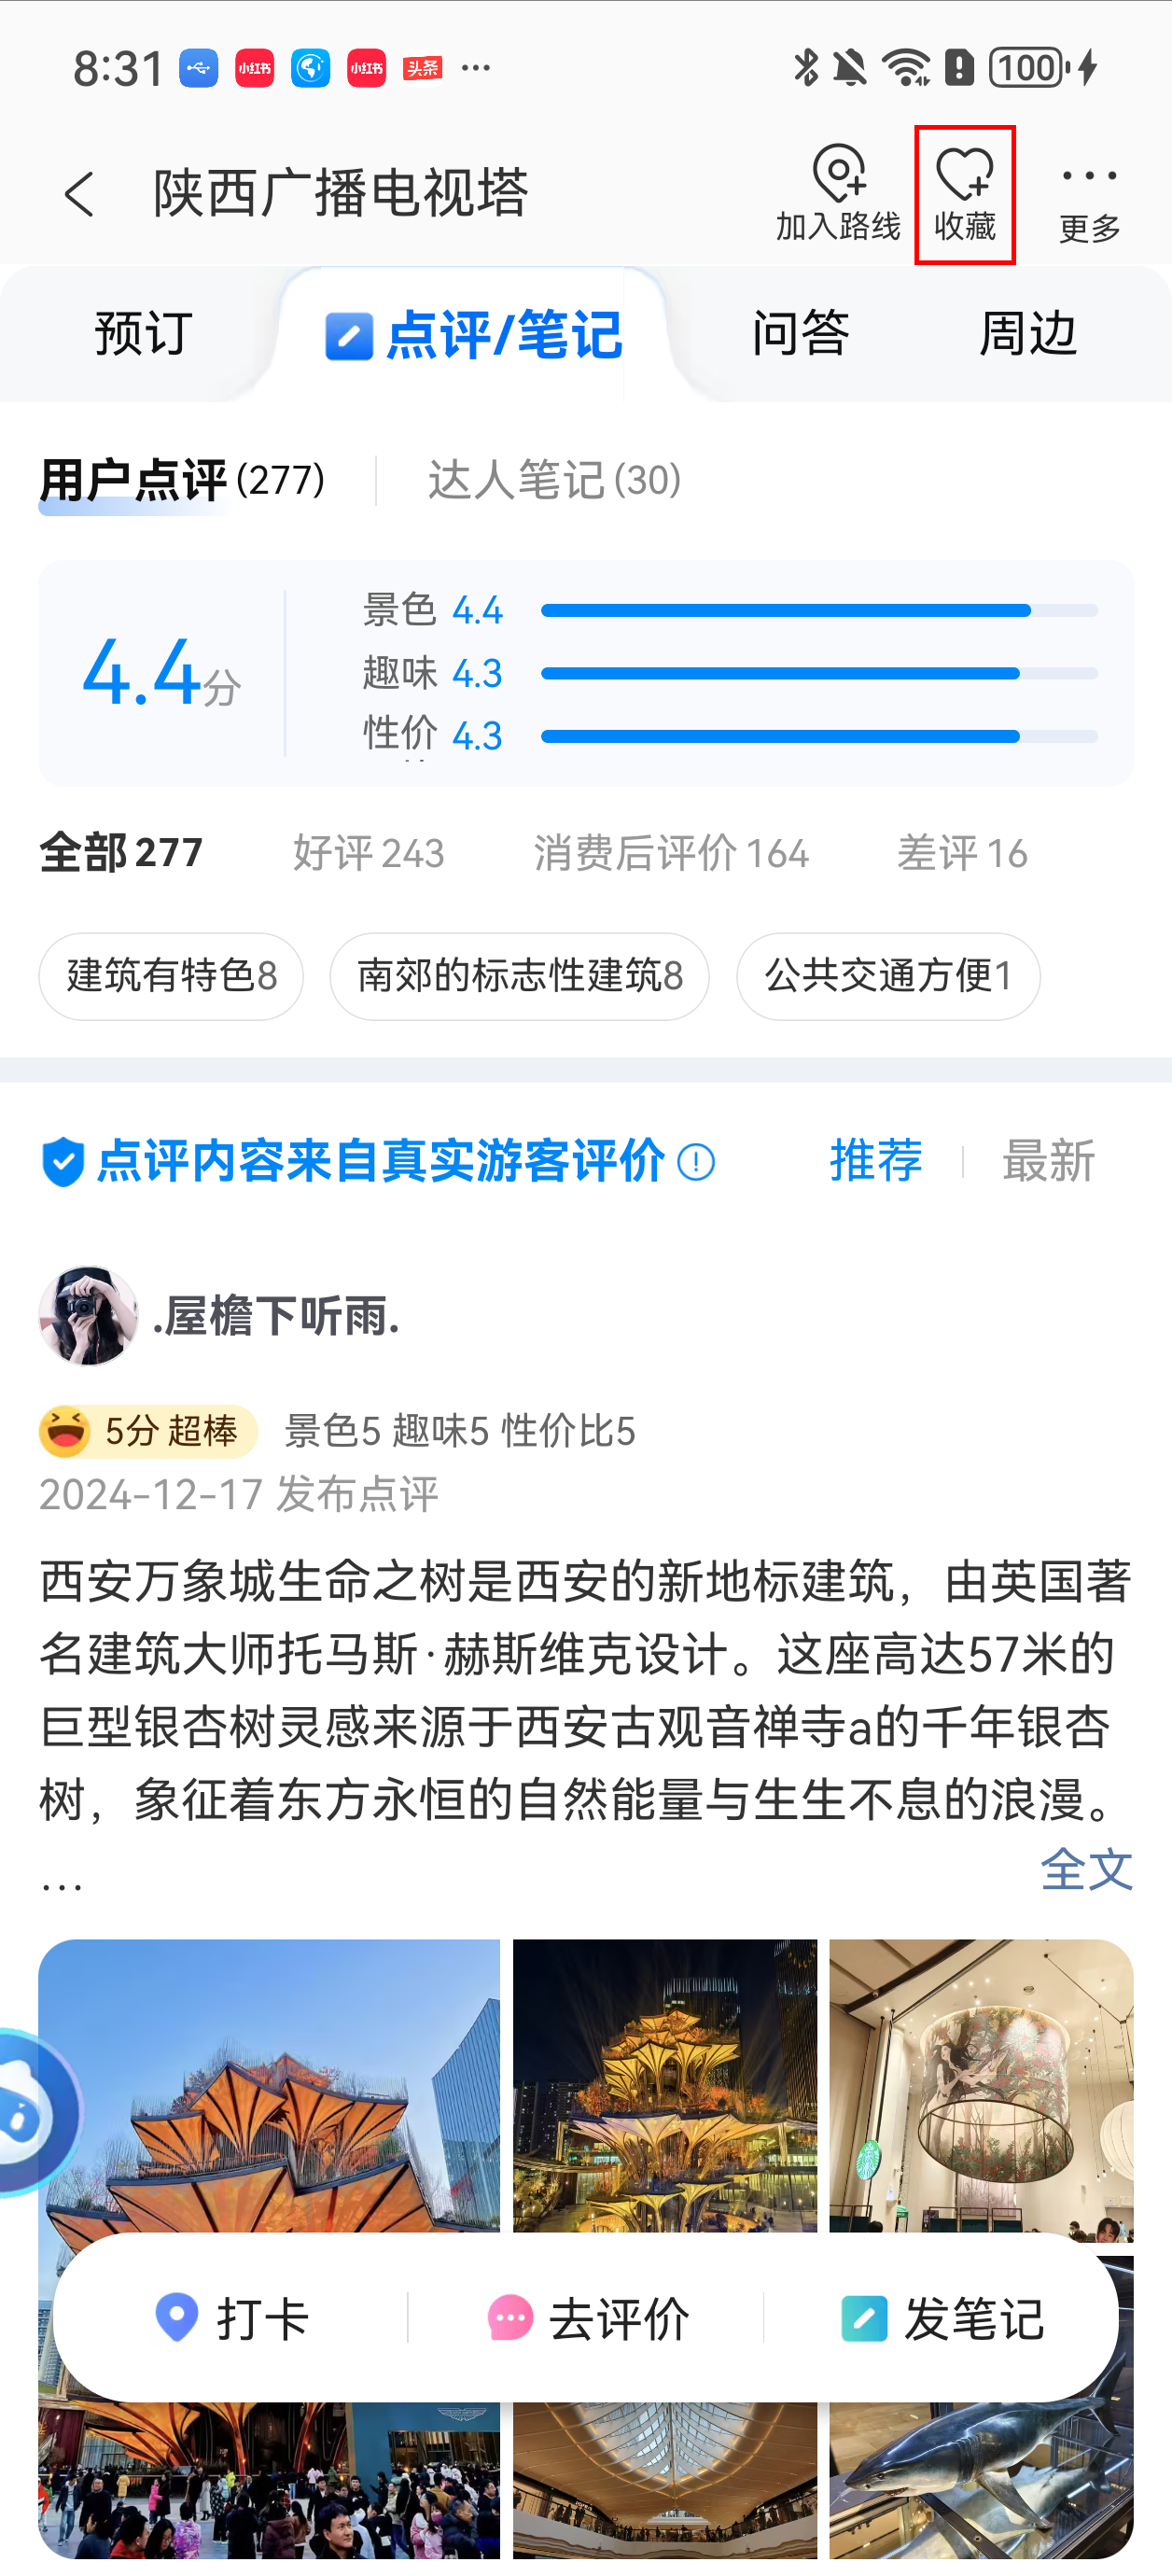 8:31 小红书 小红书 头条 ... 100
陕西广播电视塔
加入路线 收藏 更多
预订 点评/笔记 问答 周边
用户点评(277) 达人笔记(30)
4.4分
景色 4.4
趣味 4.3
性价 4.3
全部277 好评243 消费后评价164 差评16
建筑有特色8 南郊的标志性建筑8 公共交通方便1
点评内容来自真实游客评价 推荐 最新
.屋檐下听雨.
5分 超棒 景色5 趣味5 性价比5
2024-12-17 发布点评
西安万象城生命之树是西安的新地标建筑，由英国著
名建筑大师托马斯·赫斯维克设计。这座高达57米的
巨型银杏树灵感来源于西安古观音禅寺a的千年银杏
树，象征着东方永恒的自然能量与生生不息的浪漫。
... 全文
打卡 去评价 发笔记